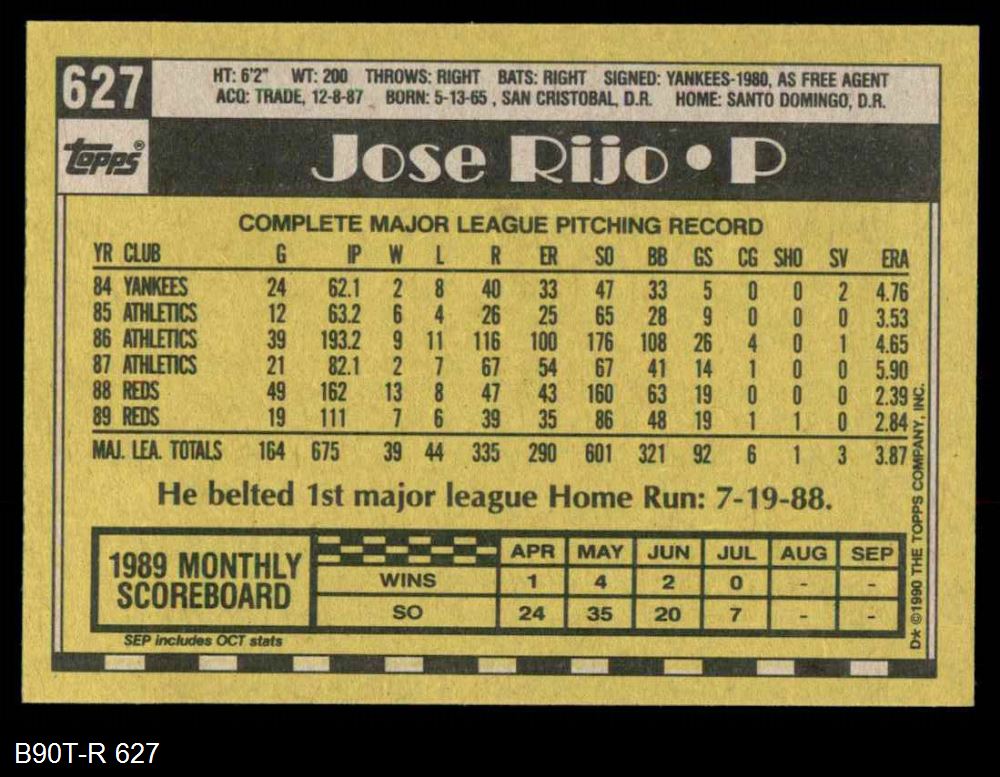 627
HT: 6'2" WT: 200 THROWS: RIGHT BATS: RIGHT SIGNED: YANKEES-1980, AS FREE AGENT
ACQ: TRADE, 12-8-87 BORN: 5-13-65 , SAN CRISTOBAL, D.R. HOME: SANTO DOMINGO, D.R.
topps®
Jose Rijo • P
COMPLETE MAJOR LEAGUE PITCHING RECORD
YR CLUB G IP W L R ER SO BB GS CG SHO SV ERA
84 YANKEES 24 62.1 2 8 40 33 47 33 5 0 0 2 4.76
85 ATHLETICS 12 63.2 6 4 26 25 65 28 9 0 0 0 3.53
86 ATHLETICS 39 193.2 9 11 116 100 176 108 26 4 0 1 4.65
87 ATHLETICS 21 82.1 2 7 67 54 67 41 14 1 0 0 5.90
88 REDS 49 162 13 8 47 43 160 63 19 0 0 0 2.39
89 REDS 19 111 7 6 39 35 86 48 19 1 1 0 2.84
MAJ. LEA. TOTALS 164 675 39 44 335 290 601 321 92 6 1 3 3.87
He belted 1st major league Home Run: 7-19-88.
1989 MONTHLY
SCOREBOARD
APR MAY JUN JUL AUG SEP
WINS 1 4 2 0 - -
SO 24 35 20 7 - -
SEP includes OCT stats
D* ©1990 THE TOPPS COMPANY, INC.
B90T-R 627